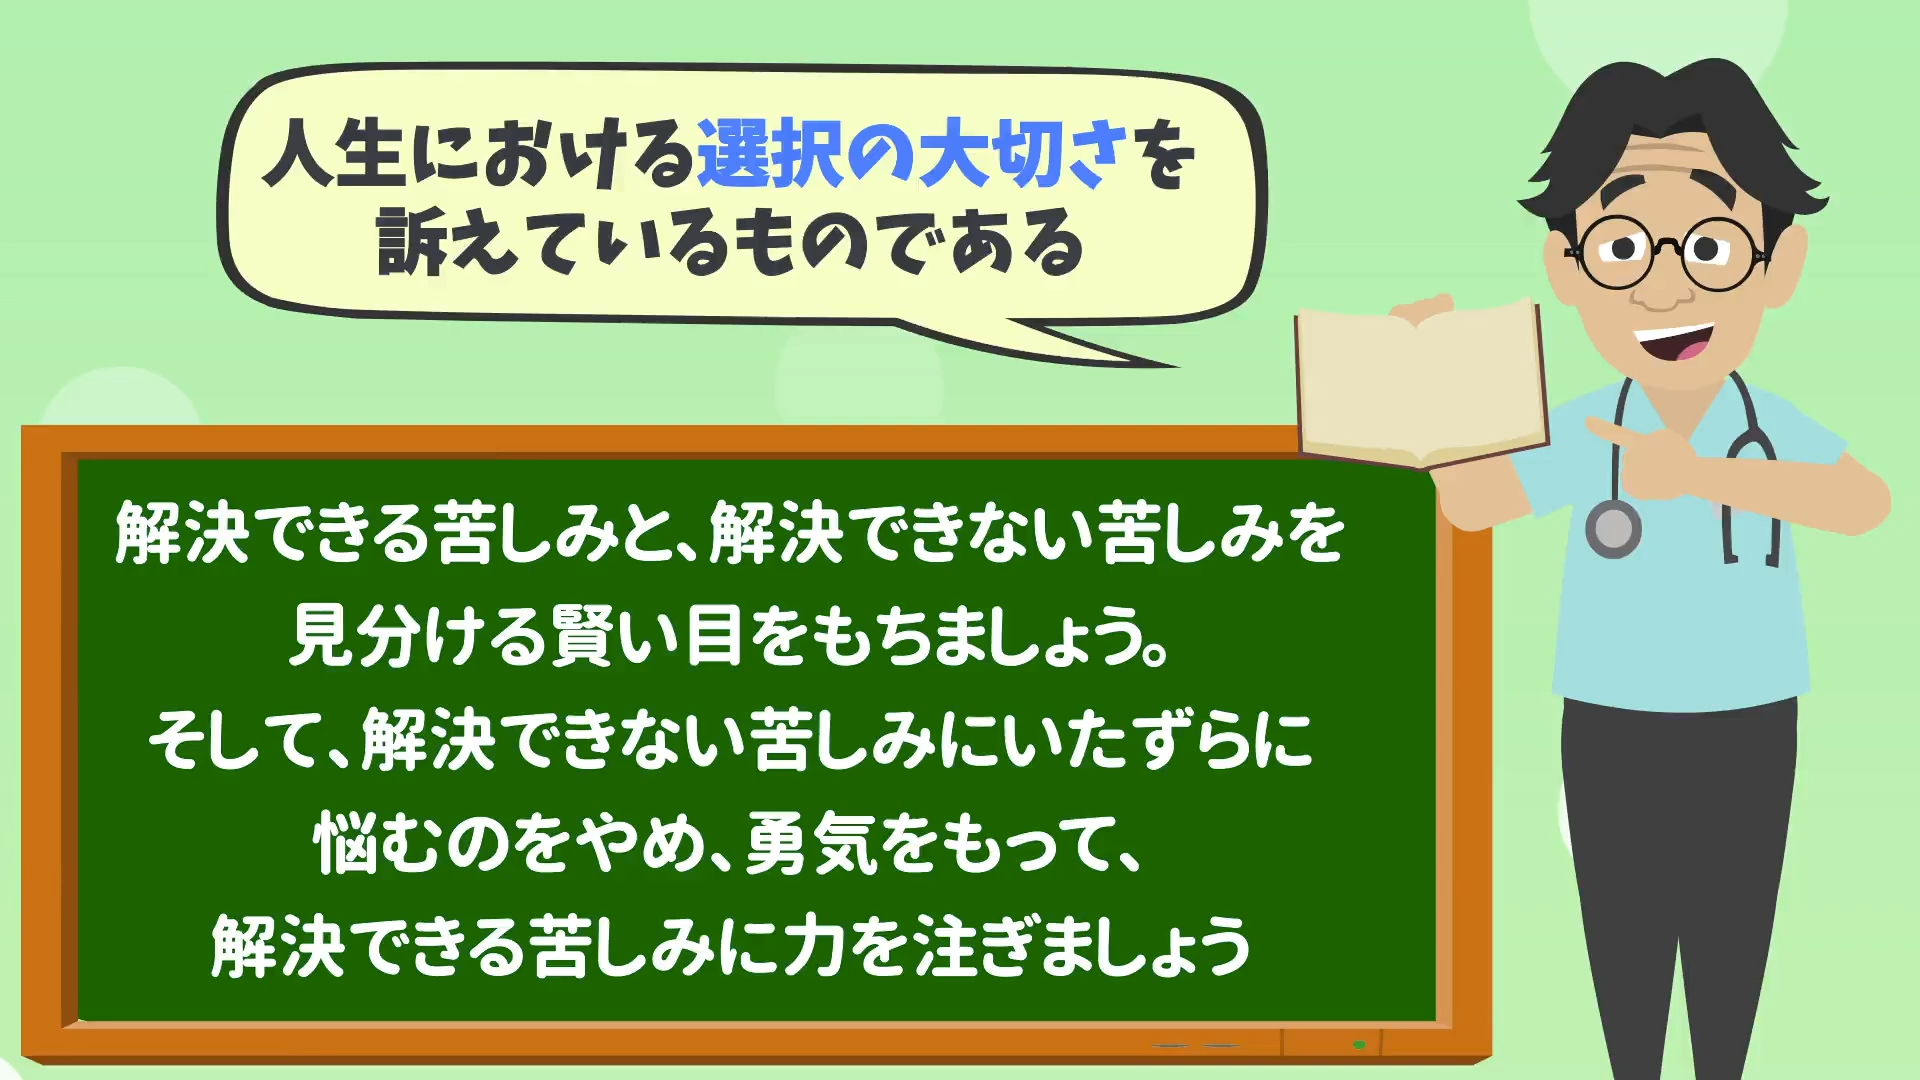 人生における選択の大切さを
訴えているものである
解決できる苦しみと、解決できない苦しみを
見分ける賢い目をもちましょう。
そして、解決できない苦しみにいたずらに
悩むのをやめ、勇気をもって、
解決できる苦しみに力を注ぎましょう